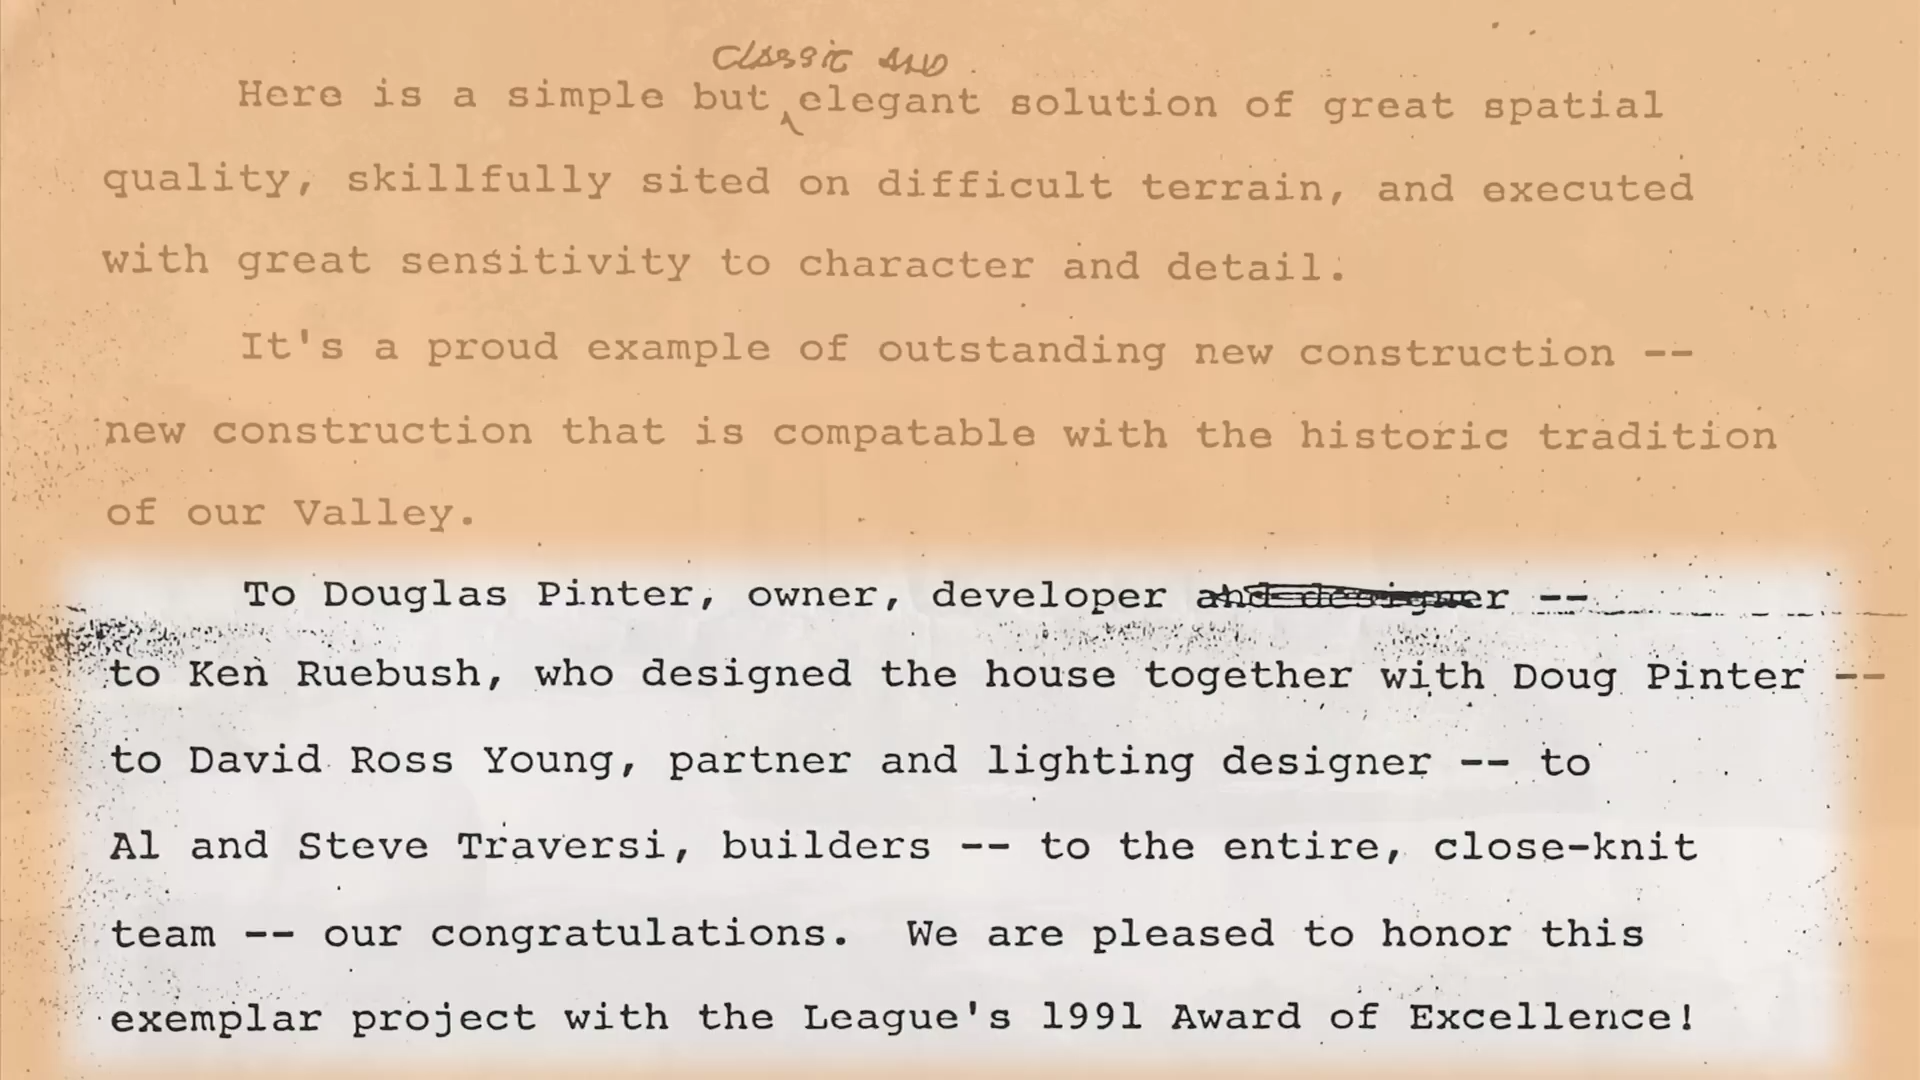 classic and
Here is a simple but elegant solution of great spatial
quality, skillfully sited on difficult terrain, and executed
with great sensitivity to character and detail.
It's a proud example of outstanding new construction --
new construction that is compatable with the historic tradition
of our Valley.
To Douglas Pinter, owner, developer and designer --
to Ken Ruebush, who designed the house together with Doug Pinter --
to David Ross Young, partner and lighting designer -- to
Al and Steve Traversi, builders -- to the entire, close-knit
team -- our congratulations. We are pleased to honor this
exemplar project with the League's 1991 Award of Excellence!